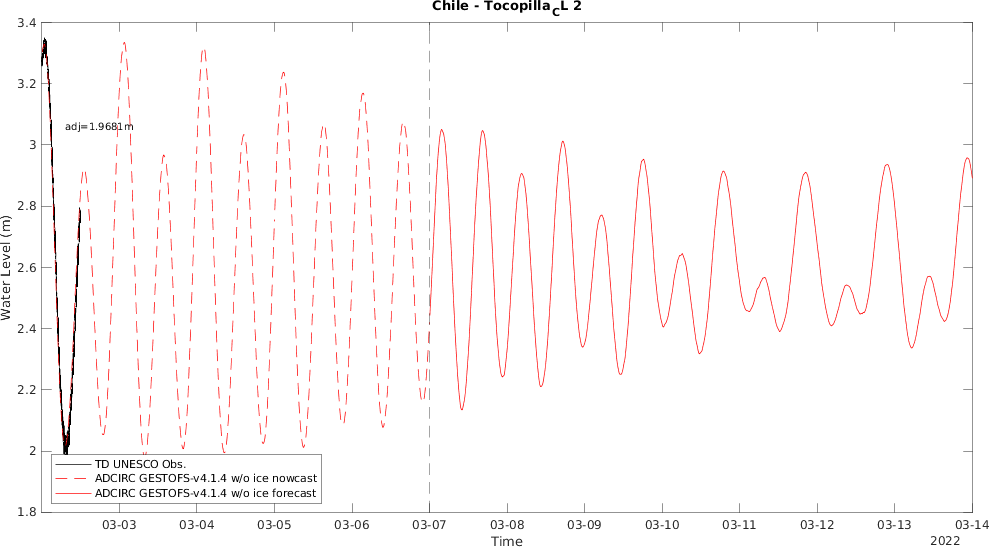 Chile - Tocopilla_CL 2
3.4
3.2
3
2.8
2.6
2.4
2.2
2
1.8
Water Level (m)
adj=1.9681m
TD UNESCO Obs.
ADCIRC GESTOFS-v4.1.4 w/o ice nowcast
ADCIRC GESTOFS-v4.1.4 w/o ice forecast
03-03 03-04 03-05 03-06 03-07 03-08 03-09 03-10 03-11 03-12 03-13 03-14
Time
2022